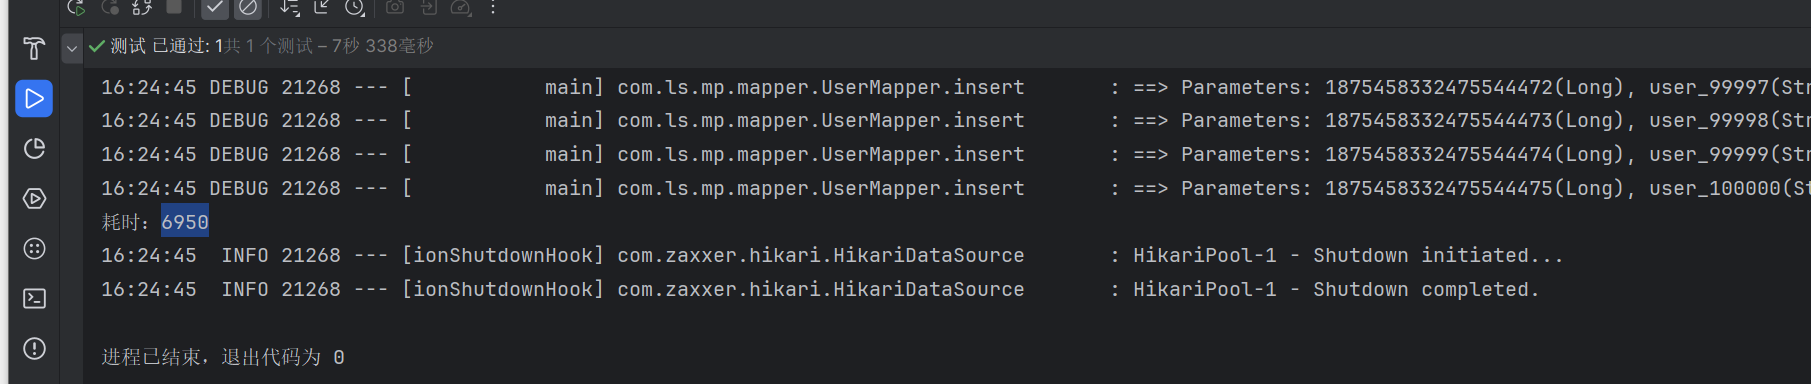 测试 已通过: 1共 1 个测试 – 7秒 338毫秒
16:24:45 DEBUG 21268 --- [           main] com.ls.mp.mapper.UserMapper.insert       : ==> Parameters: 1875458332475544472(Long), user_99997(Str
16:24:45 DEBUG 21268 --- [           main] com.ls.mp.mapper.UserMapper.insert       : ==> Parameters: 1875458332475544473(Long), user_99998(Str
16:24:45 DEBUG 21268 --- [           main] com.ls.mp.mapper.UserMapper.insert       : ==> Parameters: 1875458332475544474(Long), user_99999(Str
16:24:45 DEBUG 21268 --- [           main] com.ls.mp.mapper.UserMapper.insert       : ==> Parameters: 1875458332475544475(Long), user_100000(S
耗时：6950
16:24:45  INFO 21268 --- [ionShutdownHook] com.zaxxer.hikari.HikariDataSource       : HikariPool-1 - Shutdown initiated...
16:24:45  INFO 21268 --- [ionShutdownHook] com.zaxxer.hikari.HikariDataSource       : HikariPool-1 - Shutdown completed.
进程已结束，退出代码为 0